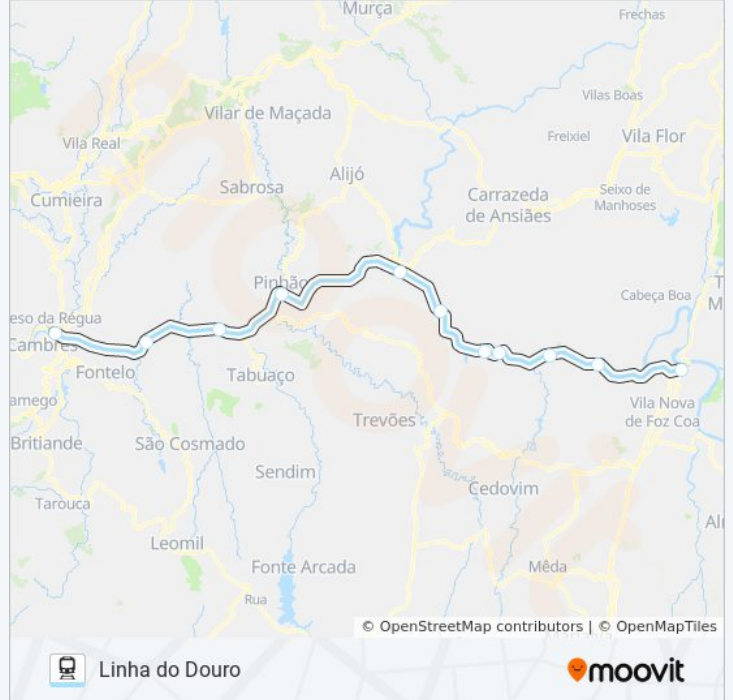 Murça
Frechas
Vilas Boas
Vilar de Maçada
Freixiel
Vila Flor
Vila Real
Alijó
Sabrosa
Carrazeda
de Ansiães
Seixo de
Manhoses
Cumieira
Pinhão
Cabeça Boa
T
M
eso da Régua
Cambres
Fontelo
Tabuaço
amego
Vila Nova
de Foz Coa
Trevões
Britiande
São Cosmado
Sendim
Cedovim
Tarouca
Al
Leomil
Fonte Arcada
Mêda
Rua
© OpenStreetMap contributors | © OpenMapTiles
Linha do Douro
moovit